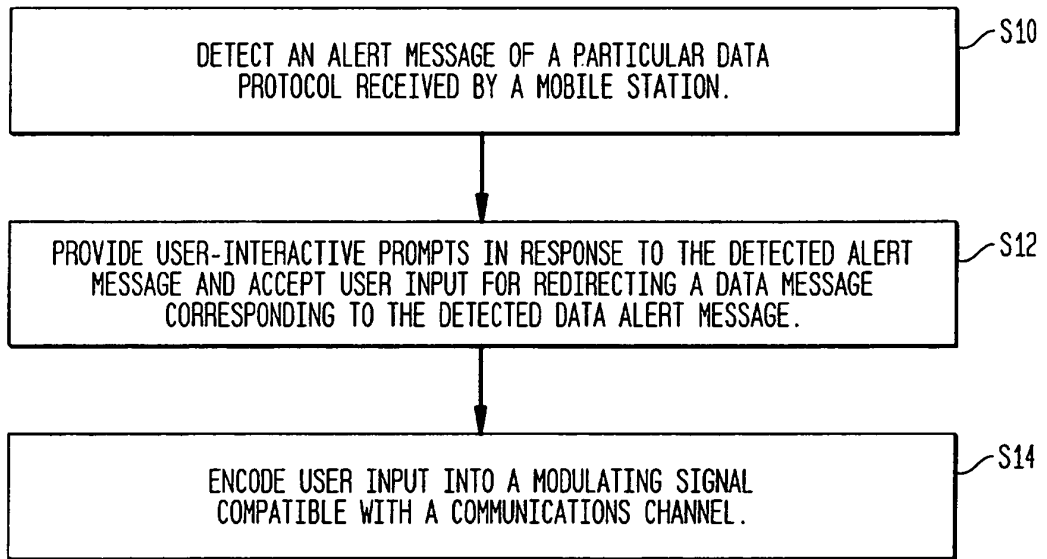 DETECT AN ALERT MESSAGE OF A PARTICULAR DATA
PROTOCOL RECEIVED BY A MOBILE STATION.
S10
PROVIDE USER-INTERACTIVE PROMPTS IN RESPONSE TO THE DETECTED ALERT
MESSAGE AND ACCEPT USER INPUT FOR REDIRECTING A DATA MESSAGE
CORRESPONDING TO THE DETECTED DATA ALERT MESSAGE.
S12
ENCODE USER INPUT INTO A MODULATING SIGNAL
COMPATIBLE WITH A COMMUNICATIONS CHANNEL.
S14